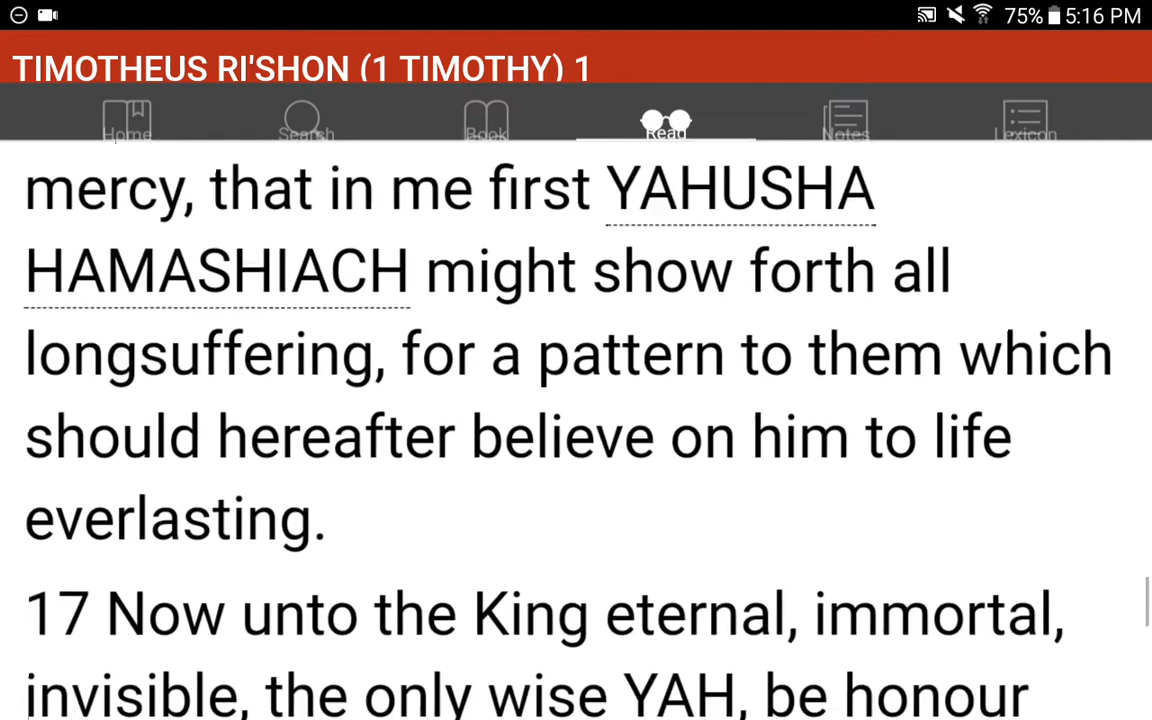 75% 5:16 PM
TIMOTHEUS RI'SHON (1 TIMOTHY) 1
Home Search Book Read Notes Lexicon
mercy, that in me first YAHUSHA
HAMASHIACH might show forth all
longsuffering, for a pattern to them which
should hereafter believe on him to life
everlasting.
17 Now unto the King eternal, immortal,
invisible, the only wise YAH, be honour